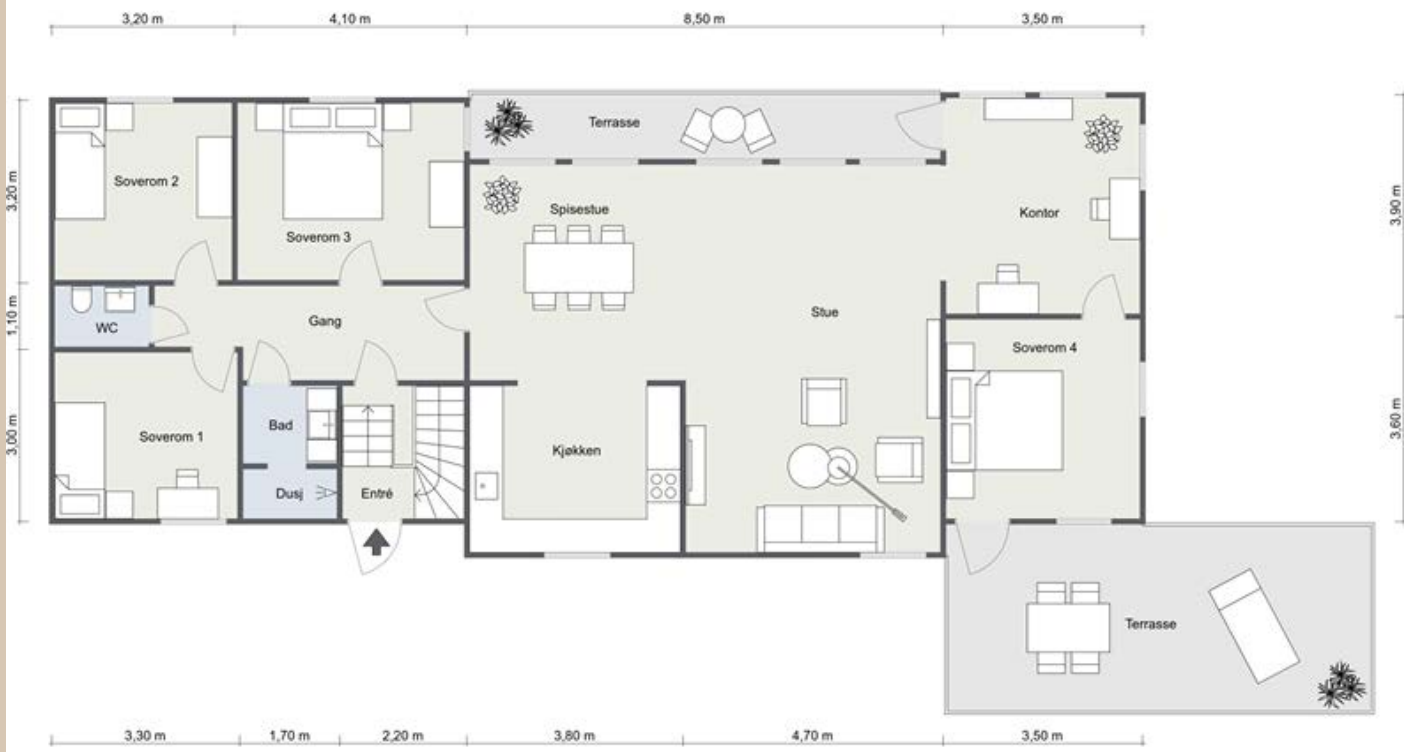 3,20 m
4,10 m
8,50 m
3,50 m
Terrasse
Soverom 2
Spisestue
Kontor
Soverom 3
3,20 m
3,90 m
WC
Gang
Stue
1,10 m
Soverom 4
Bad
Soverom 1
Kjøkken
3,00 m
3,60 m
Dusj
Entré
Terrasse
3,30 m
1,70 m
2,20 m
3,80 m
4,70 m
3,50 m